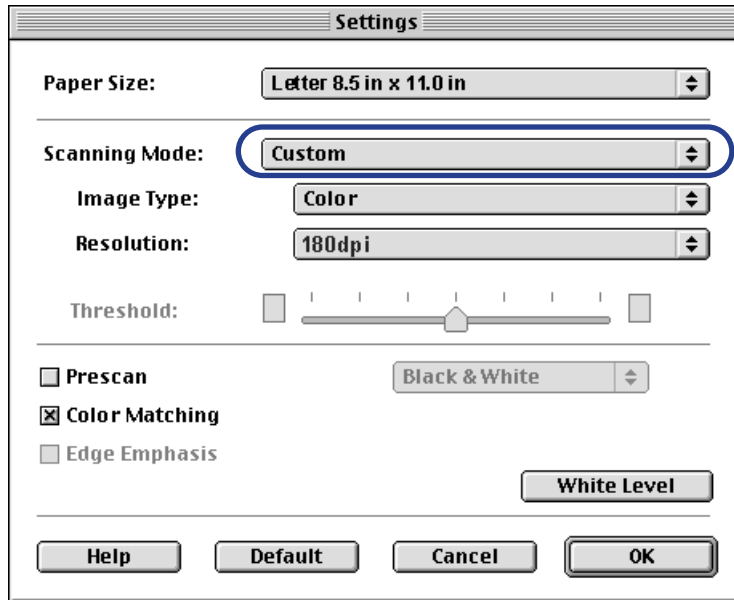 Settings
Paper Size: Letter 8.5 in x 11.0 in
Scanning Mode: Custom
Image Type: Color
Resolution: 180dpi
Threshold:
Prescan Black & White
Color Matching
Edge Emphasis
White Level
Help Default Cancel OK